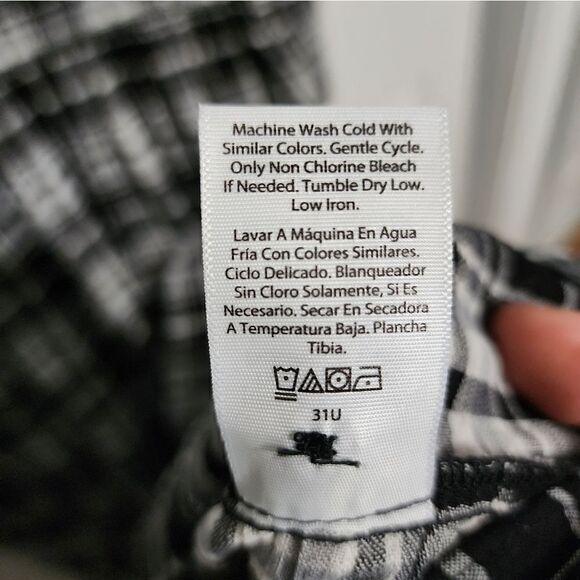 Machine Wash Cold With
Similar Colors. Gentle Cycle.
Only Non Chlorine Bleach
If Needed. Tumble Dry Low.
Low Iron.
Lavar A Máquina En Agua
Fría Con Colores Similares.
Ciclo Delicado. Blanqueador
Sin Cloro Solamente, Si Es
Necesario. Secar En Secadora
A Temperatura Baja. Plancha
Tibia.
31U